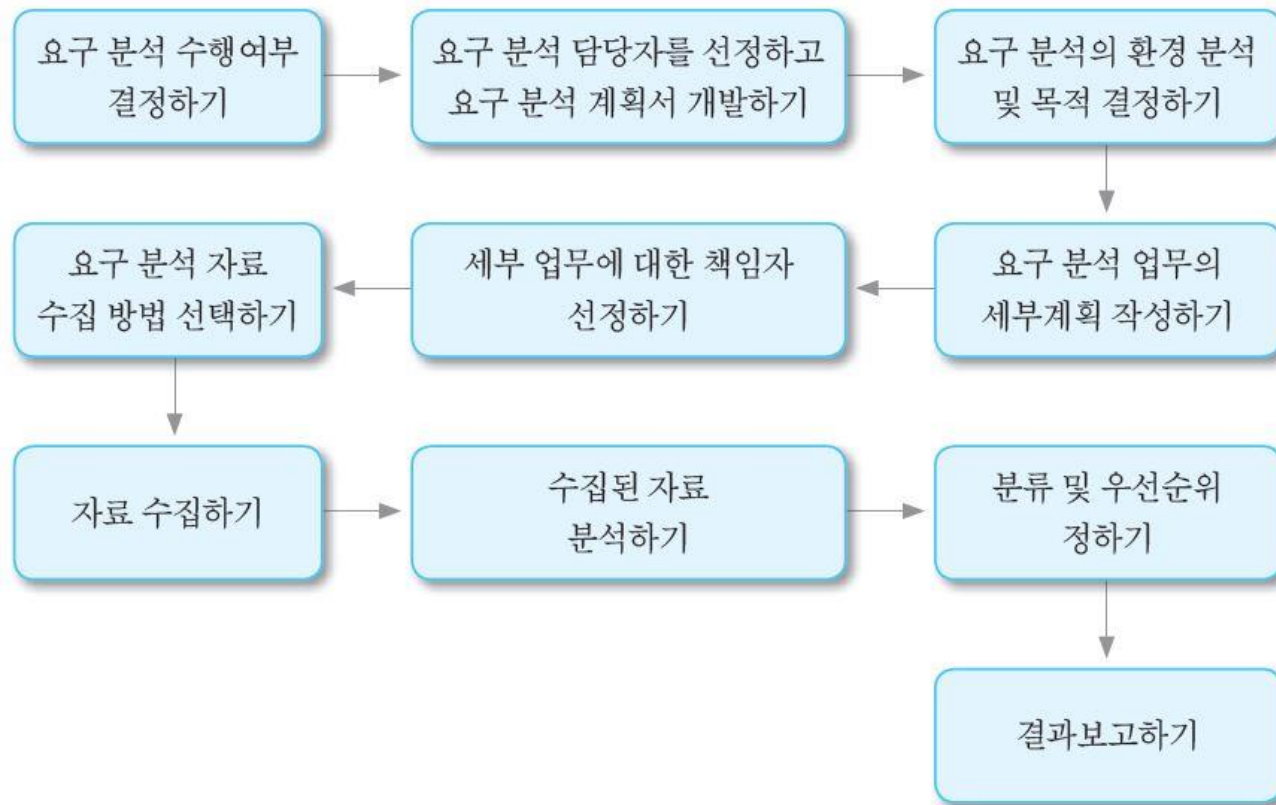 요구 분석 수행여부
결정하기
요구 분석 담당자를 선정하고
요구 분석 계획서 개발하기
요구 분석의 환경 분석
및 목적 결정하기
요구 분석 업무의
세부계획 작성하기
세부 업무에 대한 책임자
선정하기
요구 분석 자료
수집 방법 선택하기
자료 수집하기
수집된 자료
분석하기
분류 및 우선순위
정하기
결과보고하기